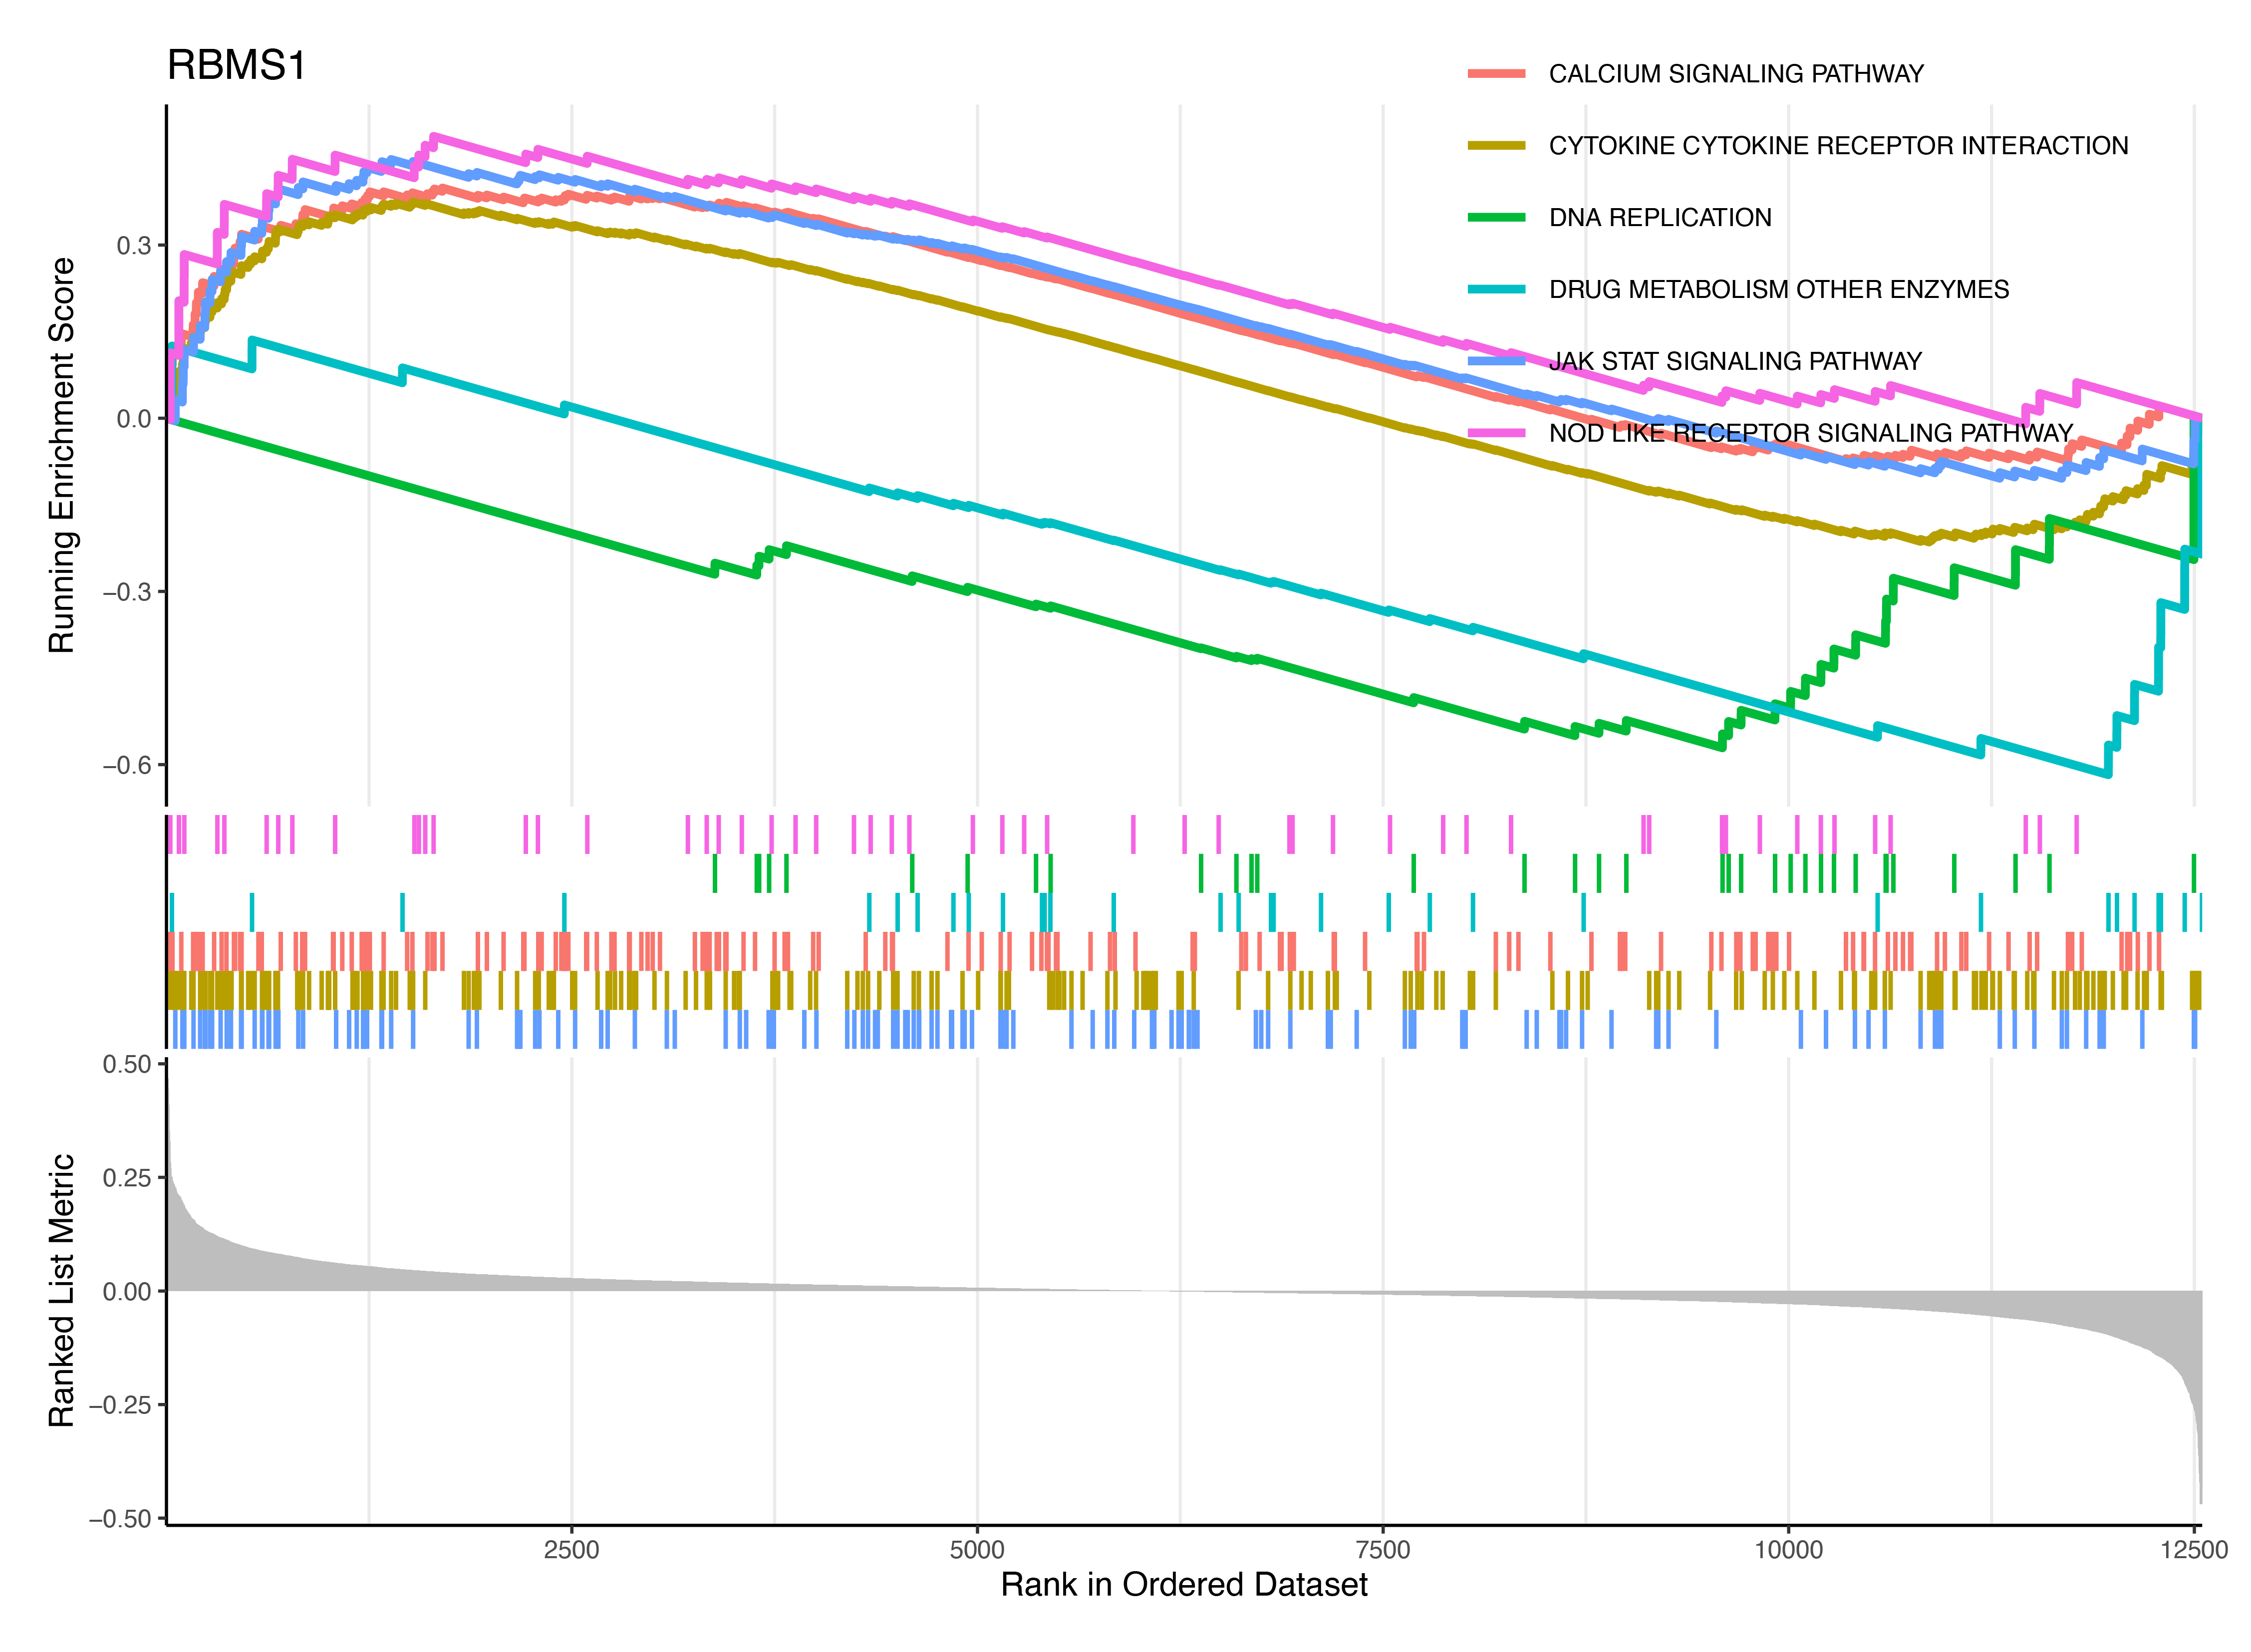 RBMS1
CALCIUM SIGNALING PATHWAY
CYTOKINE CYTOKINE RECEPTOR INTERACTION
DNA REPLICATION
DRUG METABOLISM OTHER ENZYMES
JAK STAT SIGNALING PATHWAY
NOD LIKE RECEPTOR SIGNALING PATHWAY
Running Enrichment Score
0.3
0.0
−0.3
−0.6
Ranked List Metric
0.50
0.25
0.00
−0.25
−0.50
2500 5000 7500 10000 12500
Rank in Ordered Dataset